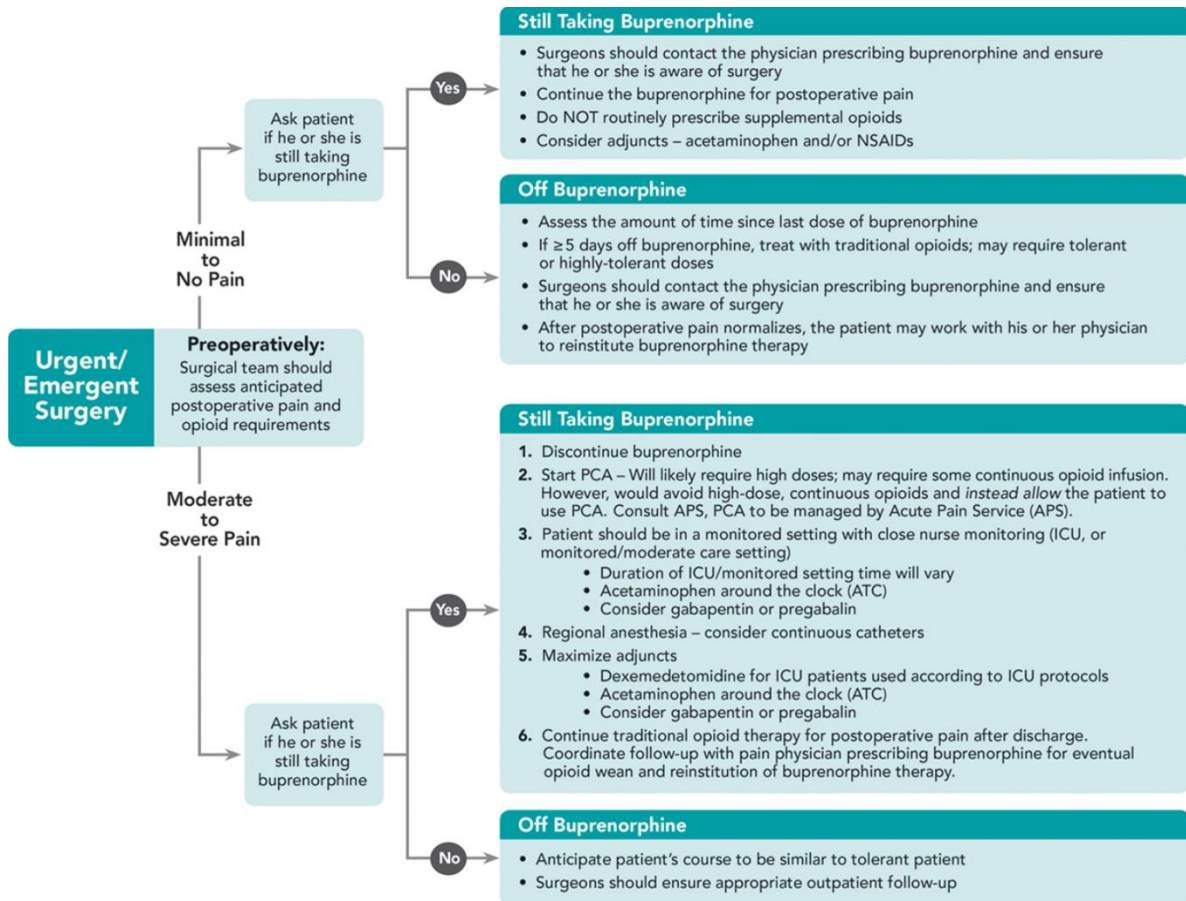 Urgent/
Emergent
Surgery
Preoperatively:
Surgical team should
assess anticipated
postoperative pain and
opioid requirements
Minimal
to
No Pain
Ask patient
if he or she is
still taking
buprenorphine
Yes
Still Taking Buprenorphine
• Surgeons should contact the physician prescribing buprenorphine and ensure
that he or she is aware of surgery
• Continue the buprenorphine for postoperative pain
• Do NOT routinely prescribe supplemental opioids
• Consider adjuncts – acetaminophen and/or NSAIDs
No
Off Buprenorphine
• Assess the amount of time since last dose of buprenorphine
• If ≥5 days off buprenorphine, treat with traditional opioids; may require tolerant
or highly-tolerant doses
• Surgeons should contact the physician prescribing buprenorphine and ensure
that he or she is aware of surgery
• After postoperative pain normalizes, the patient may work with his or her physician
to reinstitute buprenorphine therapy
Moderate
to
Severe Pain
Ask patient
if he or she is
still taking
buprenorphine
Yes
Still Taking Buprenorphine
1. Discontinue buprenorphine
2. Start PCA – Will likely require high doses; may require some continuous opioid infusion.
However, would avoid high-dose, continuous opioids and instead allow the patient to
use PCA. Consult APS, PCA to be managed by Acute Pain Service (APS).
3. Patient should be in a monitored setting with close nurse monitoring (ICU, or
monitored/moderate care setting)
• Duration of ICU/monitored setting time will vary
• Acetaminophen around the clock (ATC)
• Consider gabapentin or pregabalin
4. Regional anesthesia – consider continuous catheters
5. Maximize adjuncts
• Dexemedetomidine for ICU patients used according to ICU protocols
• Acetaminophen around the clock (ATC)
• Consider gabapentin or pregabalin
6. Continue traditional opioid therapy for postoperative pain after discharge.
Coordinate follow-up with pain physician prescribing buprenorphine for eventual
opioid wean and reinstitution of buprenorphine therapy.
No
Off Buprenorphine
• Anticipate patient's course to be similar to tolerant patient
• Surgeons should ensure appropriate outpatient follow-up